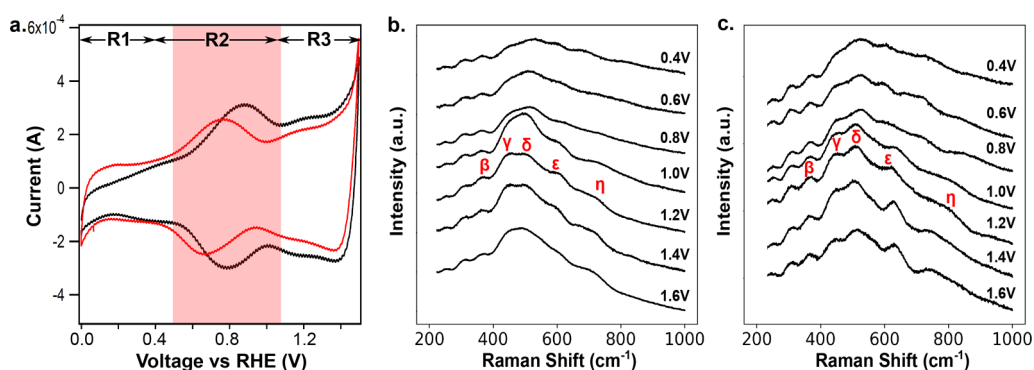 a.
6x10-4
R1 R2 R3
4
2
0
-2
-4
Current (A)
0.0 0.4 0.8 1.2
Voltage vs RHE (V)
b.
0.4V
0.6V
0.8V
1.0V
1.2V
1.4V
1.6V
β γ δ ε η
Intensity (a.u.)
200 400 600 800 1000
Raman Shift (cm-1)
c.
0.4V
0.6V
0.8V
1.0V
1.2V
1.4V
1.6V
β γ δ ε η
Intensity (a.u.)
200 400 600 800 1000
Raman Shift (cm-1)